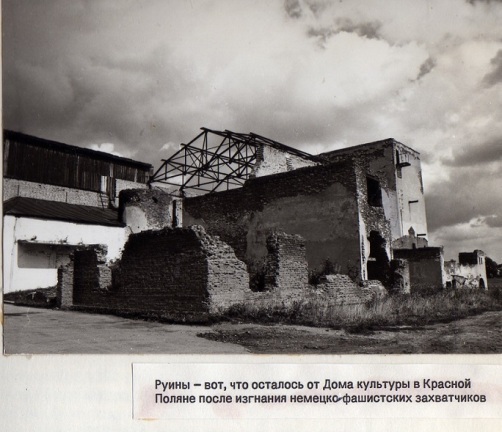 Руины – вот, что осталось от Дома культуры в Красной
Поляне после изгнания немецко-фашистских захватчиков